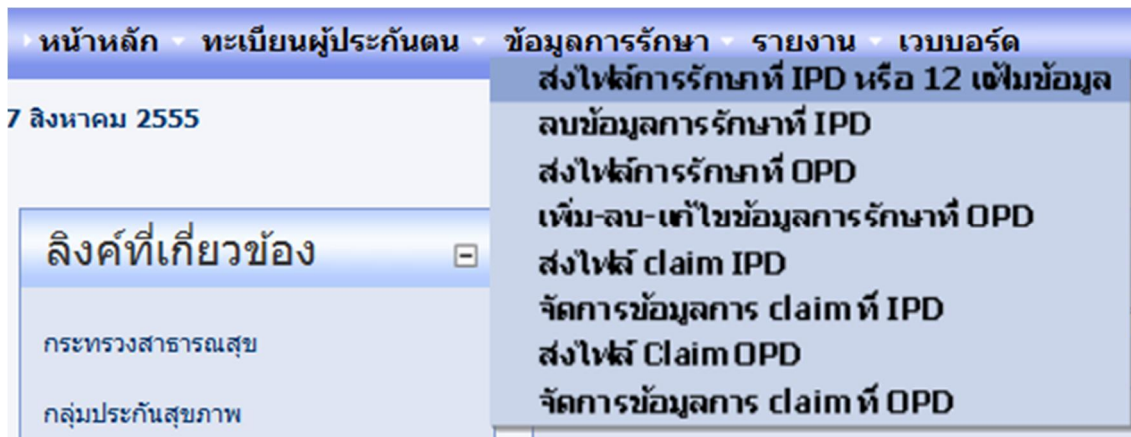 หน้าหลัก ทะเบียนผู้ประกันตน ข้อมูลการรักษา รายงาน เวบบอร์ด
7 สิงหาคม 2555
ส่งไฟล์การรักษาที่ IPD หรือ 12 แฟ้มข้อมูล
ลบข้อมูลการรักษาที่ IPD
ส่งไฟล์การรักษาที่ OPD
เพิ่ม-ลบ-แก้ไขข้อมูลการรักษาที่ OPD
ส่งไฟล์ claim IPD
จัดการข้อมูลการ claim ที่ IPD
ส่งไฟล์ Claim OPD
จัดการข้อมูลการ claim ที่ OPD
ลิงค์ที่เกี่ยวข้อง
กระทรวงสาธารณสุข
กลุ่มประกันสุขภาพ